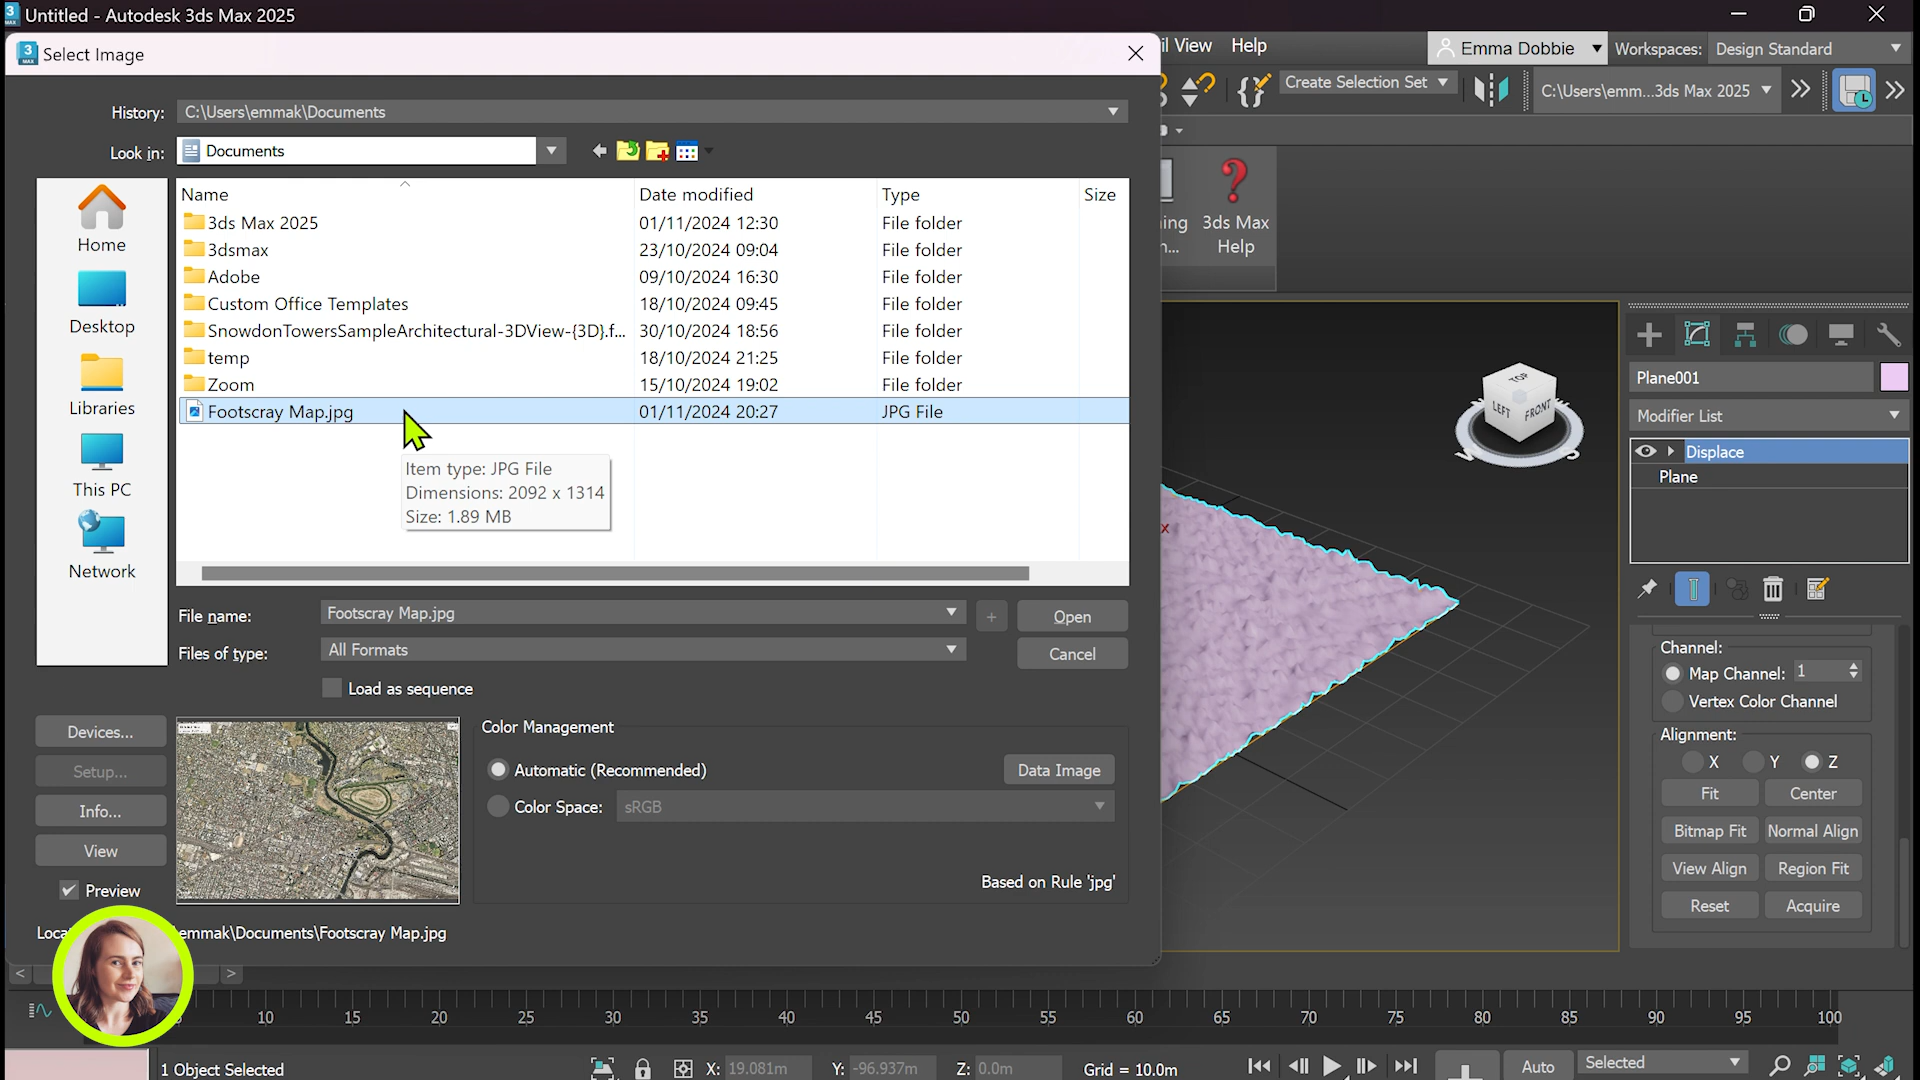 Untitled - Autodesk 3ds Max 2025
Select Image
il View Help
Emma Dobbie
Workspaces: Design Standard
Create Selection Set
C:\Users\emm...3ds Max 2025
History: C:\Users\emmak\Documents
Look in: Documents
Name Date modified Type Size
3ds Max 2025 01/11/2024 12:30 File folder
3dsmax 23/10/2024 09:04 File folder
Adobe 09/10/2024 16:30 File folder
Custom Office Templates 18/10/2024 09:45 File folder
SnowdonTowersSampleArchitectural-3DView-{3D}.f... 30/10/2024 18:56 File folder
temp 18/10/2024 21:25 File folder
Zoom 15/10/2024 19:02 File folder
Footscray Map.jpg 01/11/2024 20:27 JPG File
Item type: JPG File
Dimensions: 2092 x 1314
Size: 1.89 MB
Home
Desktop
Libraries
This PC
Network
File name: Footscray Map.jpg Open
Files of type: All Formats Cancel
Load as sequence
Devices...
Setup...
Info...
View
Preview
Color Management
Automatic (Recommended) Data Image
Color Space: sRGB
Based on Rule 'jpg'
Loca emmak\Documents\Footscray Map.jpg
ing
n...
3ds Max
Help
TOP
LEFT FRONT
x
Plane001
Modifier List
Displace
Plane
Channel:
Map Channel: 1
Vertex Color Channel
Alignment:
X Y Z
Fit Center
Bitmap Fit Normal Align
View Align Region Fit
Reset Acquire
< >
10 15 20 25 30 35 40 45 50 55 60 65 70 75 80 85 90 95 100
1 Object Selected
X: 19.081m Y: -96.937m Z: 0.0m Grid = 10.0m
Auto Selected